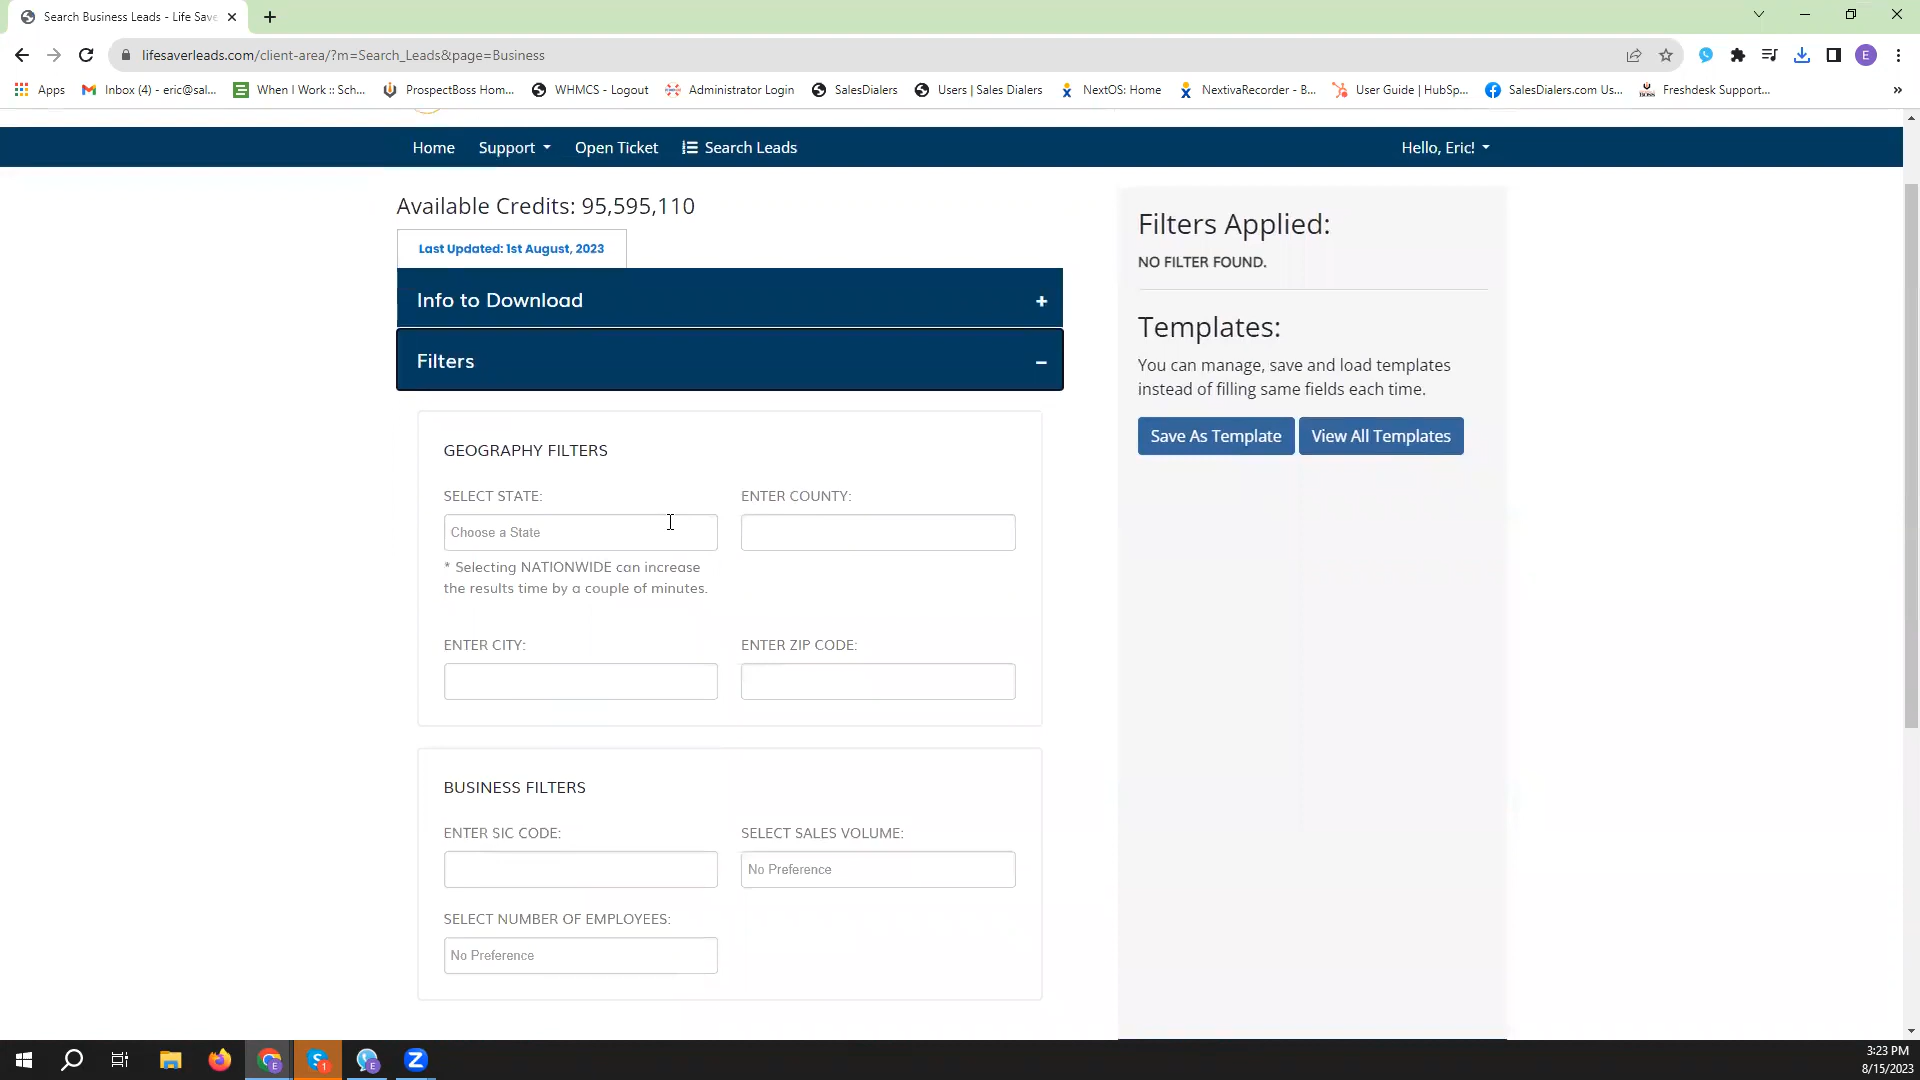 Search Business Leads - Life Save
lifesaverleads.com/client-area/?m=Search_Leads&page=Business
E
Apps
Inbox (4) - eric@sal...
When I Work :: Sch...
ProspectBoss Hom...
WHMCS - Logout
Administrator Login
SalesDialers
Users | Sales Dialers
NextOS: Home
NextivaRecorder - B...
User Guide | HubSp...
SalesDialers.com Us...
Freshdesk Support...
»
Home
Support
Open Ticket
Search Leads
Hello, Eric!
Available Credits: 95,595,110
Last Updated: 1st August, 2023
Info to Download
+
Filters
−
GEOGRAPHY FILTERS
SELECT STATE:
ENTER COUNTY:
Choose a State
* Selecting NATIONWIDE can increase
the results time by a couple of minutes.
ENTER CITY:
ENTER ZIP CODE:
BUSINESS FILTERS
ENTER SIC CODE:
SELECT SALES VOLUME:
No Preference
SELECT NUMBER OF EMPLOYEES:
No Preference
Filters Applied:
NO FILTER FOUND.
Templates:
You can manage, save and load templates
instead of filling same fields each time.
Save As Template
View All Templates
3:23 PM
8/15/2023